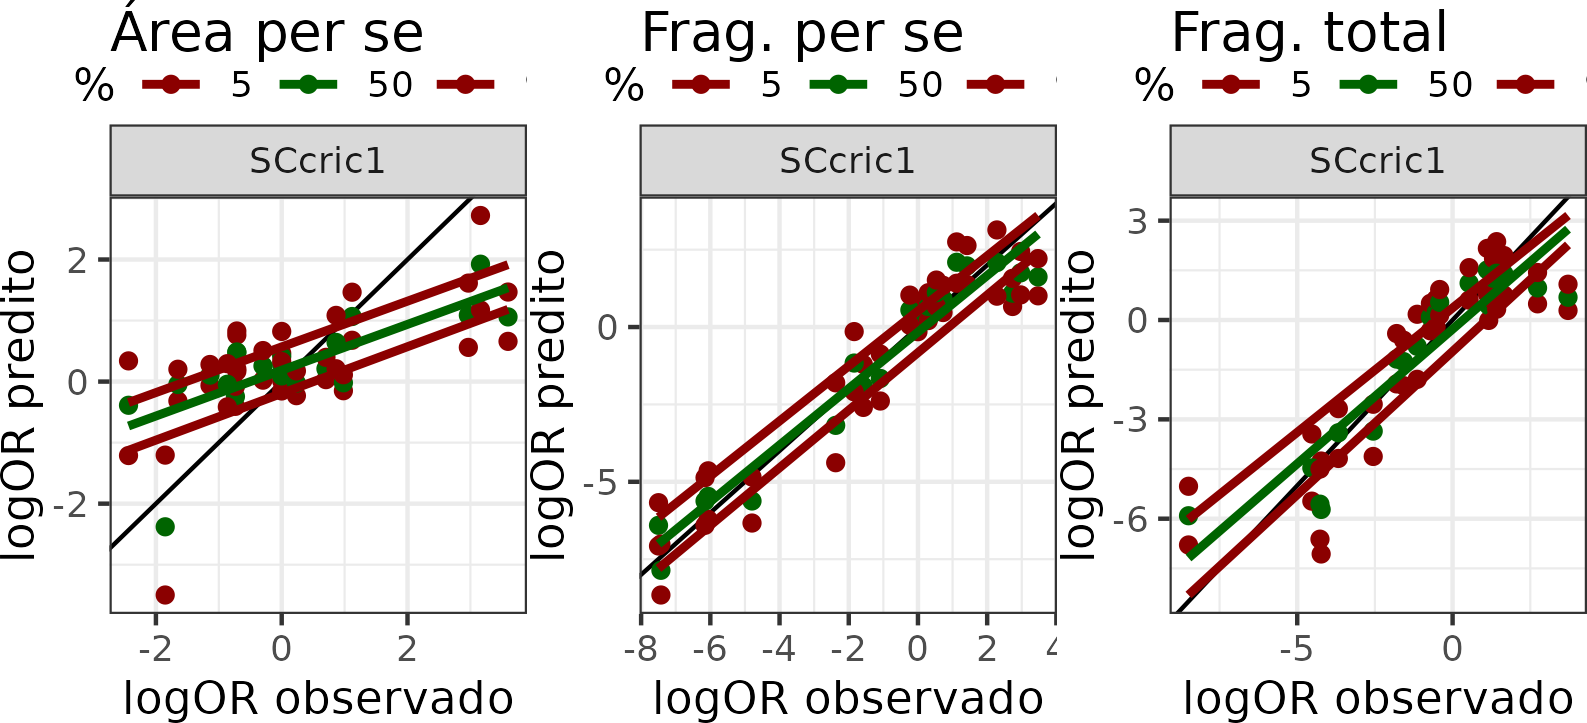 Área per se
% 5 50
SCcric1
logOR predito
2
0
-2
-2 0 2
logOR observado
Frag. per se
% 5 50
SCcric1
logOR predito
0
-5
-8 -6 -4 -2 0 2
logOR observado
Frag. total
% 5 50
SCcric1
logOR predito
3
0
-3
-6
-5 0
logOR observado